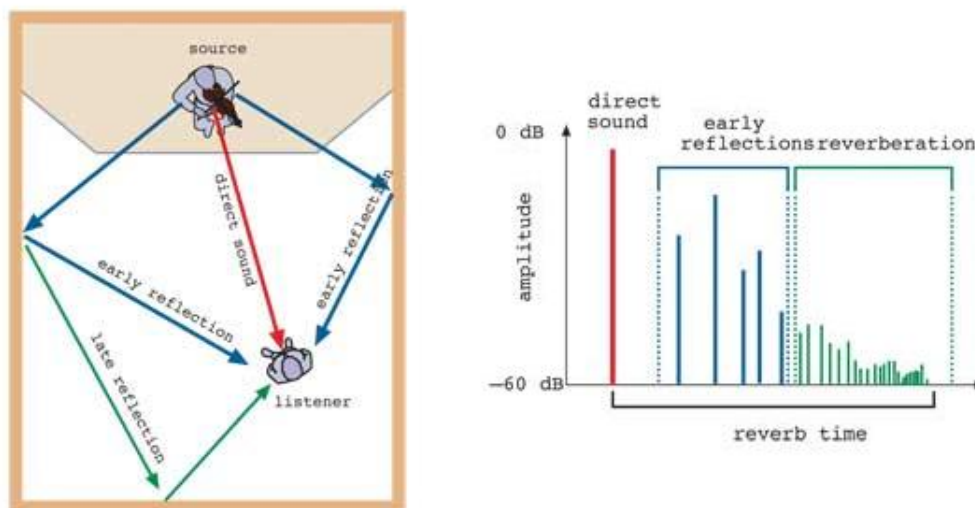 source
direct sound
early reflection
early reflection
late reflection
listener
direct
sound
early
reflections
reverberation
0 dB
amplitude
—60 dB
reverb time